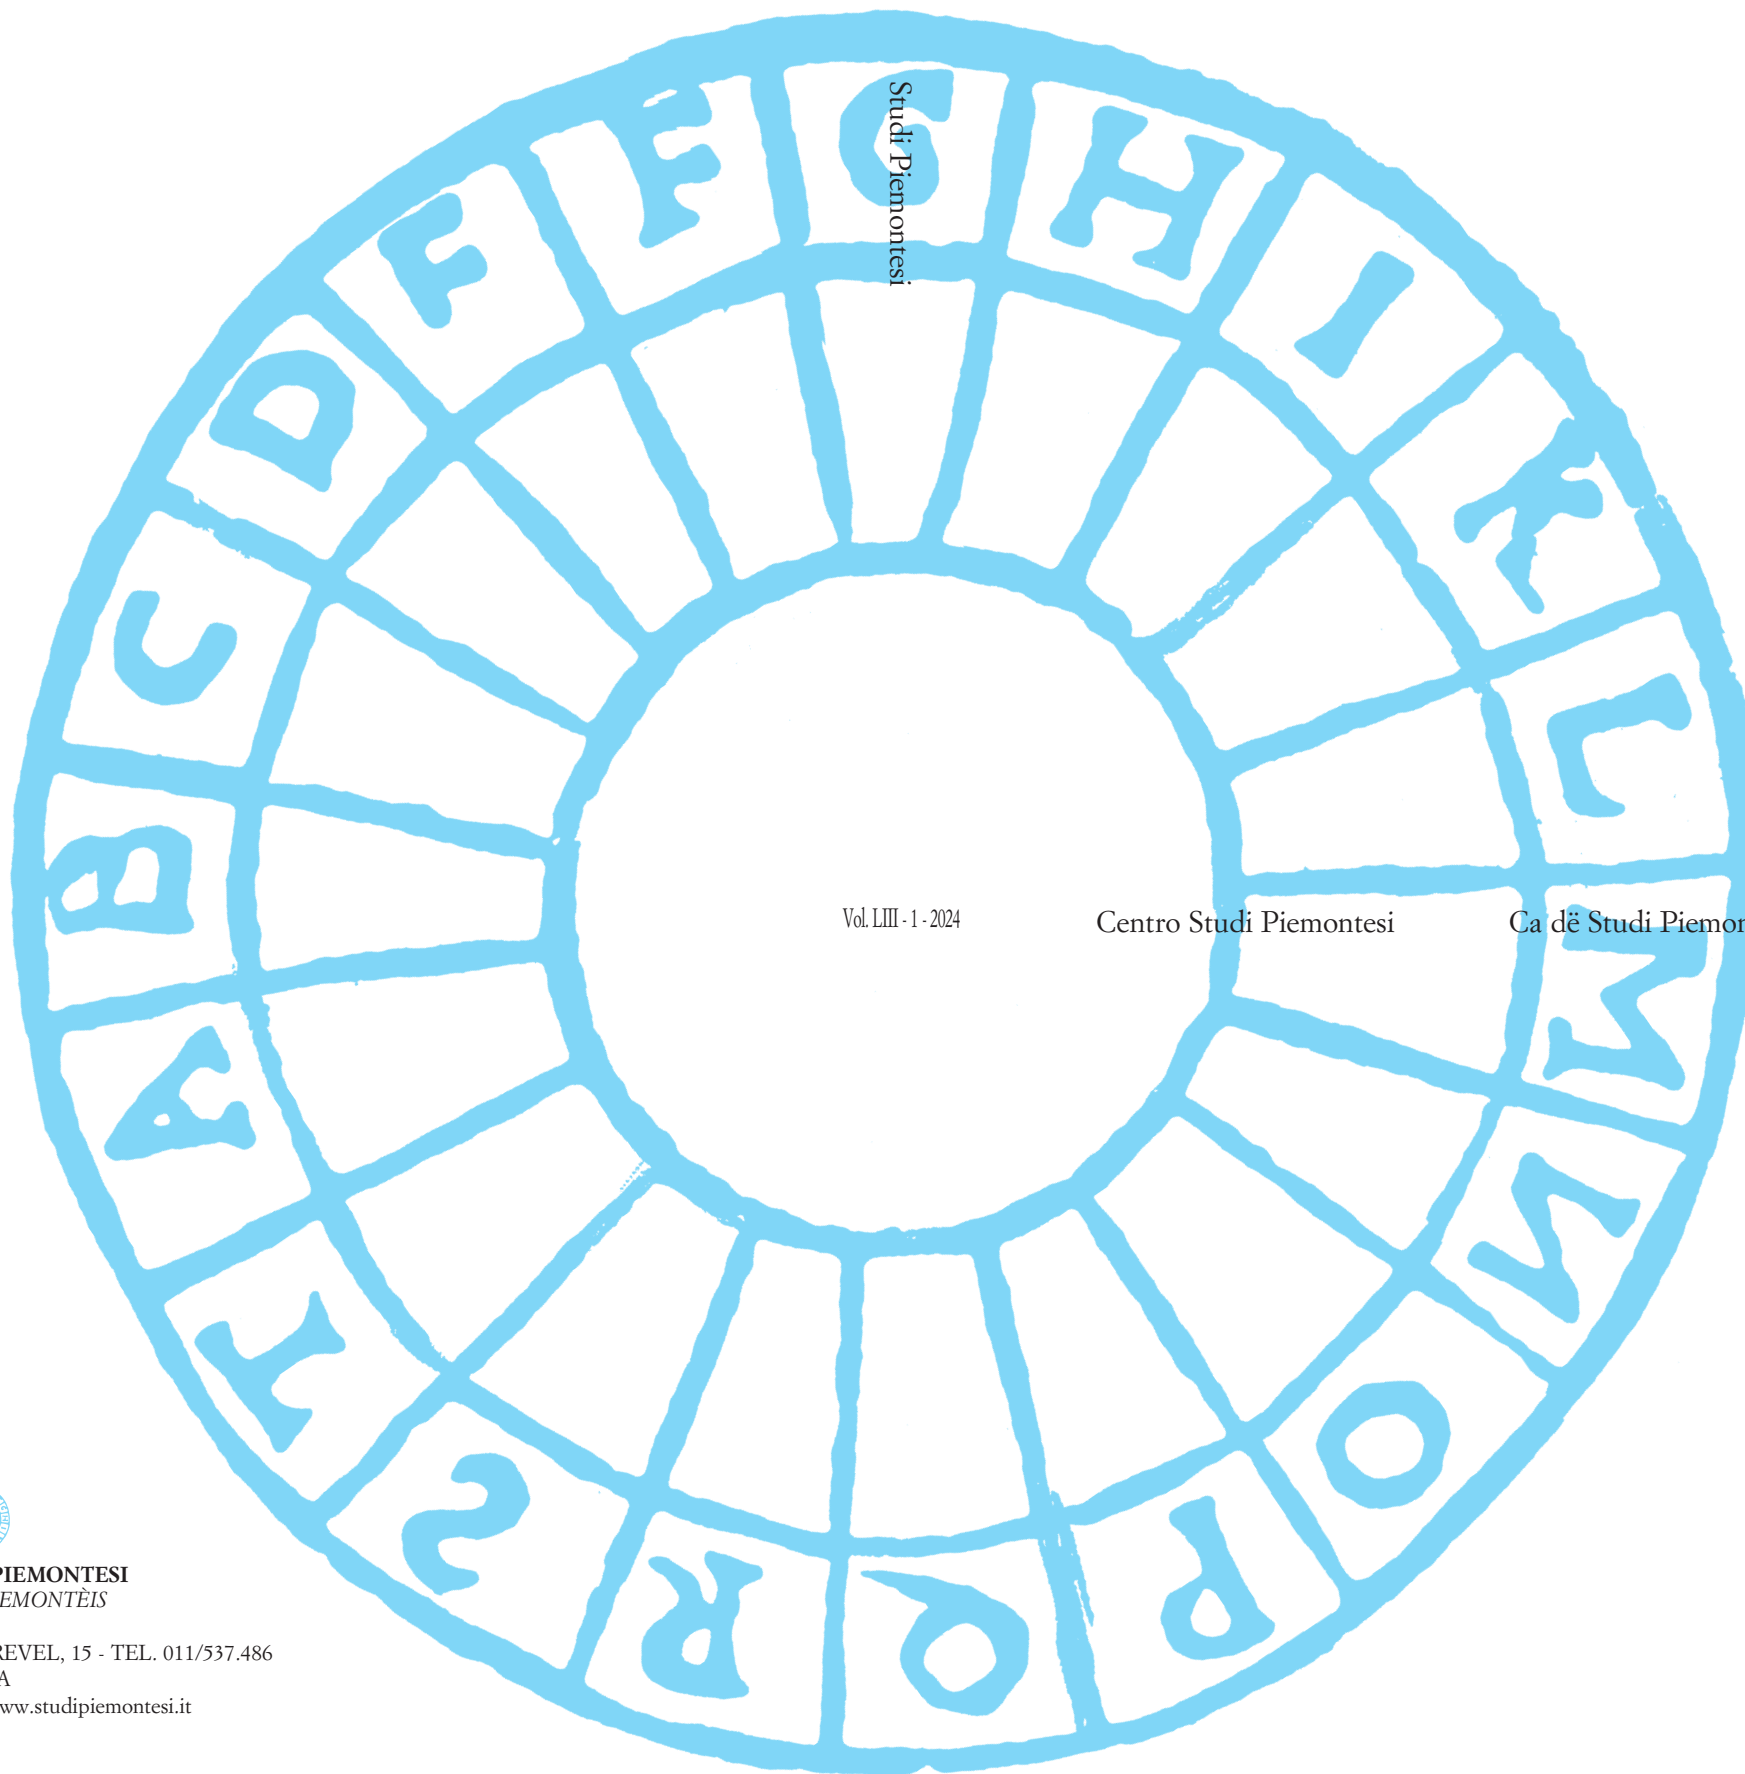 A
B
C
D
F
F
G
H
I
K
L
M
N
O
P
Q
R
S
T
Studi Piemontesi
Vol. LIII - 1 - 2024
Centro Studi Piemontesi
Ca dë Studi Piemon
PIEMONTESI
EMONTÈIS
REVEL, 15 - TEL. 011/537.486
A
ww.studipiemontesi.it